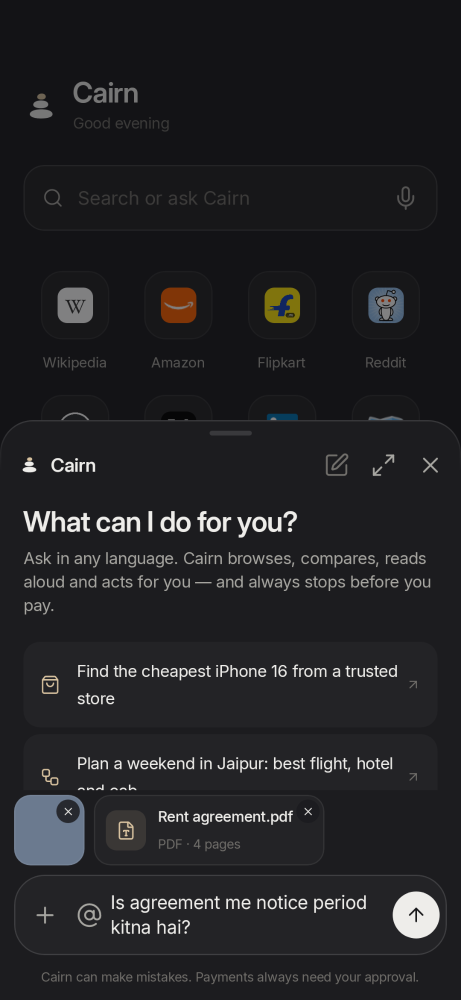 Cairn
Good evening
Search or ask Cairn
W
Wikipedia
Amazon
Flipkart
Reddit
Cairn
What can I do for you?
Ask in any language. Cairn browses, compares, reads
aloud and acts for you — and always stops before you
pay.
Find the cheapest iPhone 16 from a trusted
store
Plan a weekend in Jaipur: best flight, hotel
and cab
Rent agreement.pdf
PDF · 4 pages
@
Is agreement me notice period
kitna hai?
Cairn can make mistakes. Payments always need your approval.